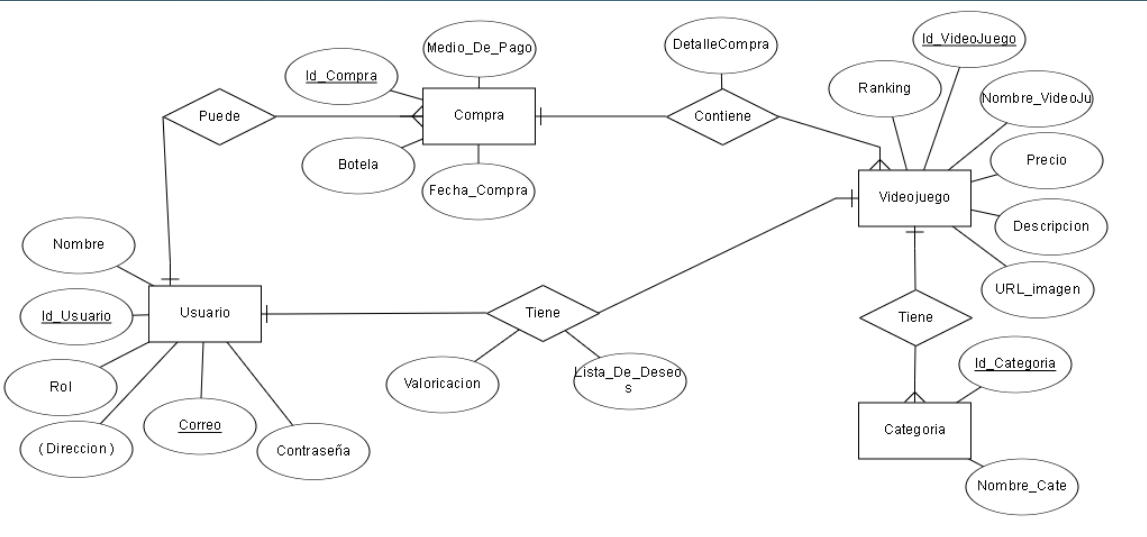 Id_VideoJuego
Medio_De_Pago
DetalleCompra
Id_Compra
Ranking
Nombre_VideoJu
Puede
Compra
Contiene
Botela
Precio
Fecha_Compra
Videojuego
Descripcion
Nombre
URL_imagen
Id_Usuario
Usuario
Tiene
Tiene
Id_Categoria
Rol
Valoricacion
Lista_De_Deseo
s
Correo
Categoria
(Direccion)
Contraseña
Nombre_Cate